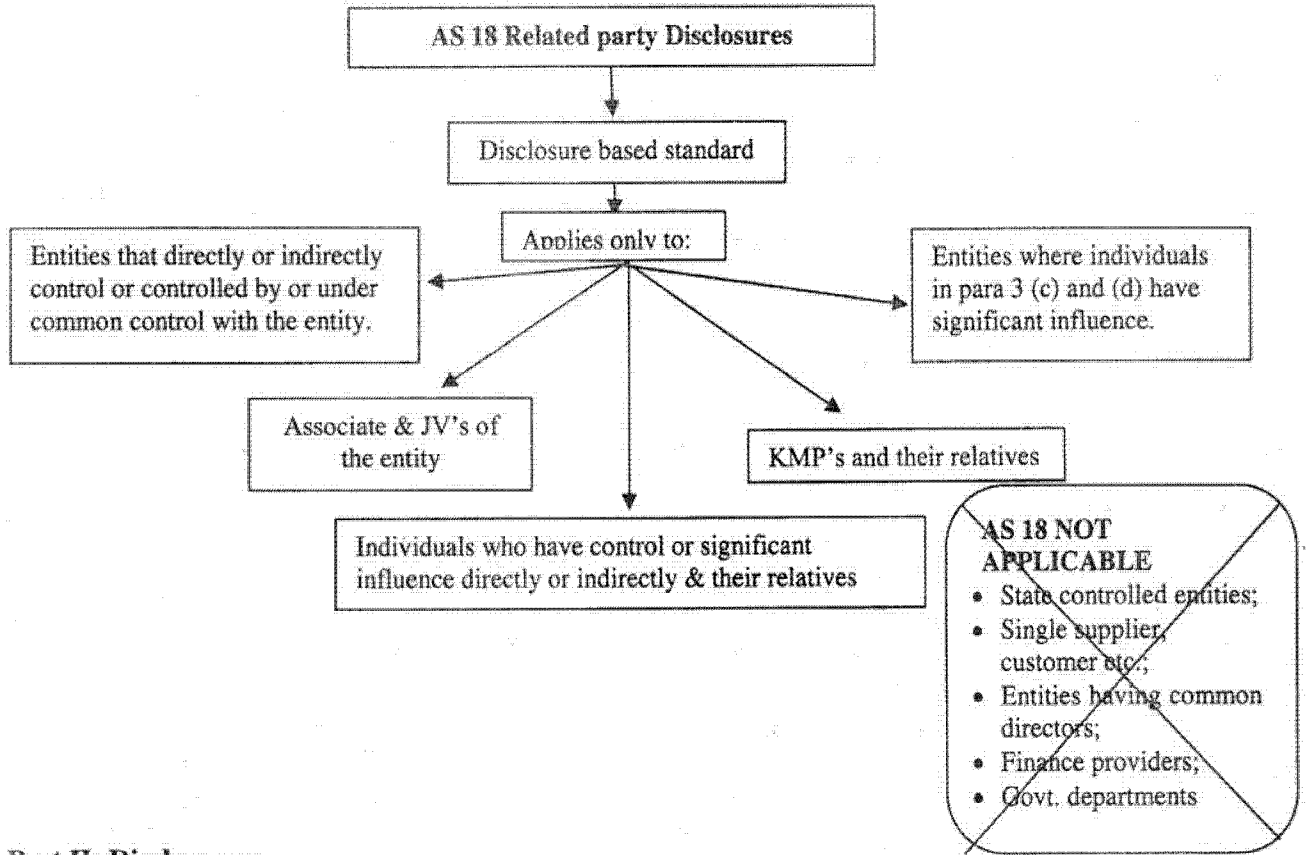 AS 18 Related party Disclosures
Disclosure based standard
Applies only to:
Entities that directly or indirectly
control or controlled by or under
common control with the entity.
Entities where individuals
in para 3 (c) and (d) have
significant influence.
Associate & JV's of
the entity
KMP's and their relatives
Individuals who have control or significant
influence directly or indirectly & their relatives
AS 18 NOT
APPLICABLE
• State controlled entities;
• Single supplier,
customer etc.;
• Entities having common
directors;
• Finance providers;
• Govt. departments